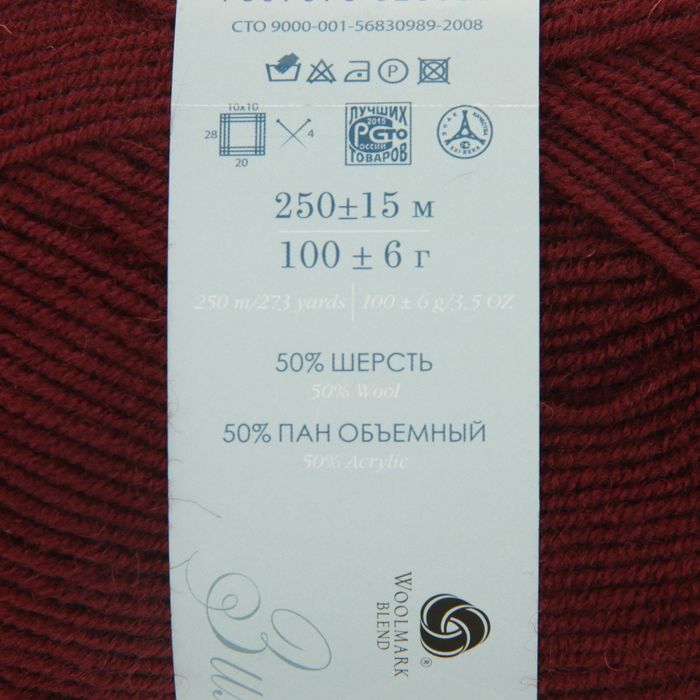 СТО 9000-001-56830989-2008
P
10x10
28
4
20
ЛУЧШИХ
2015
РСТО
РОССИИ
ТОВАРОВ
250±15 м
100 ± 6 г
250 m/273 yards | 100 ± 6 g/3.5 OZ
50% ШЕРСТЬ
50% Wool
50% ПАН ОБЪЕМНЫЙ
50% Acrylic
WOOLMARK
BLEND
®